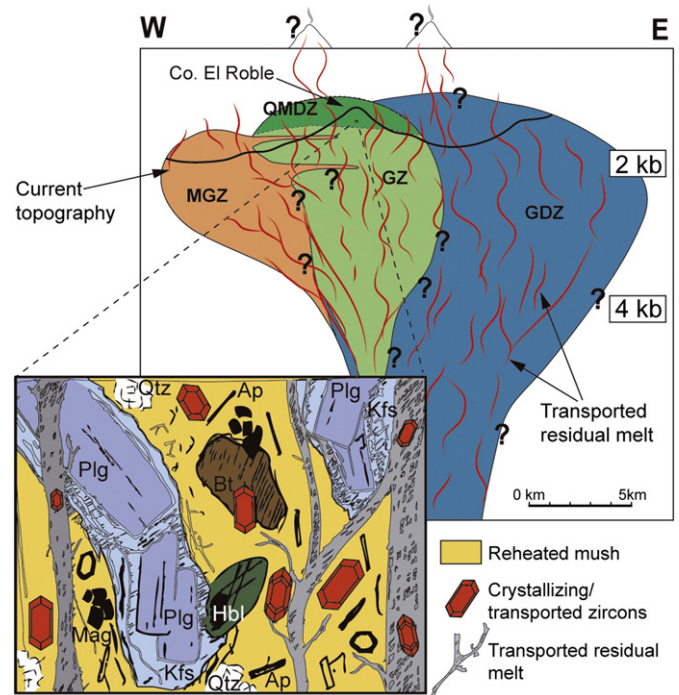 W
?
?
E
Co. El Roble
QMDZ
?
2 kb
Current
topography
MGZ
?
GZ
GDZ
?
?
?
?
?
4 kb
?
?
Transported
residual melt
0 km
5km
Qtz
Ap
Plg
Kfs
Plg
Bt
Mag
Plg
Hbl
Kfs
Qtz
Ap
Reheated mush
Crystallizing/
transported zircons
Transported residual
melt